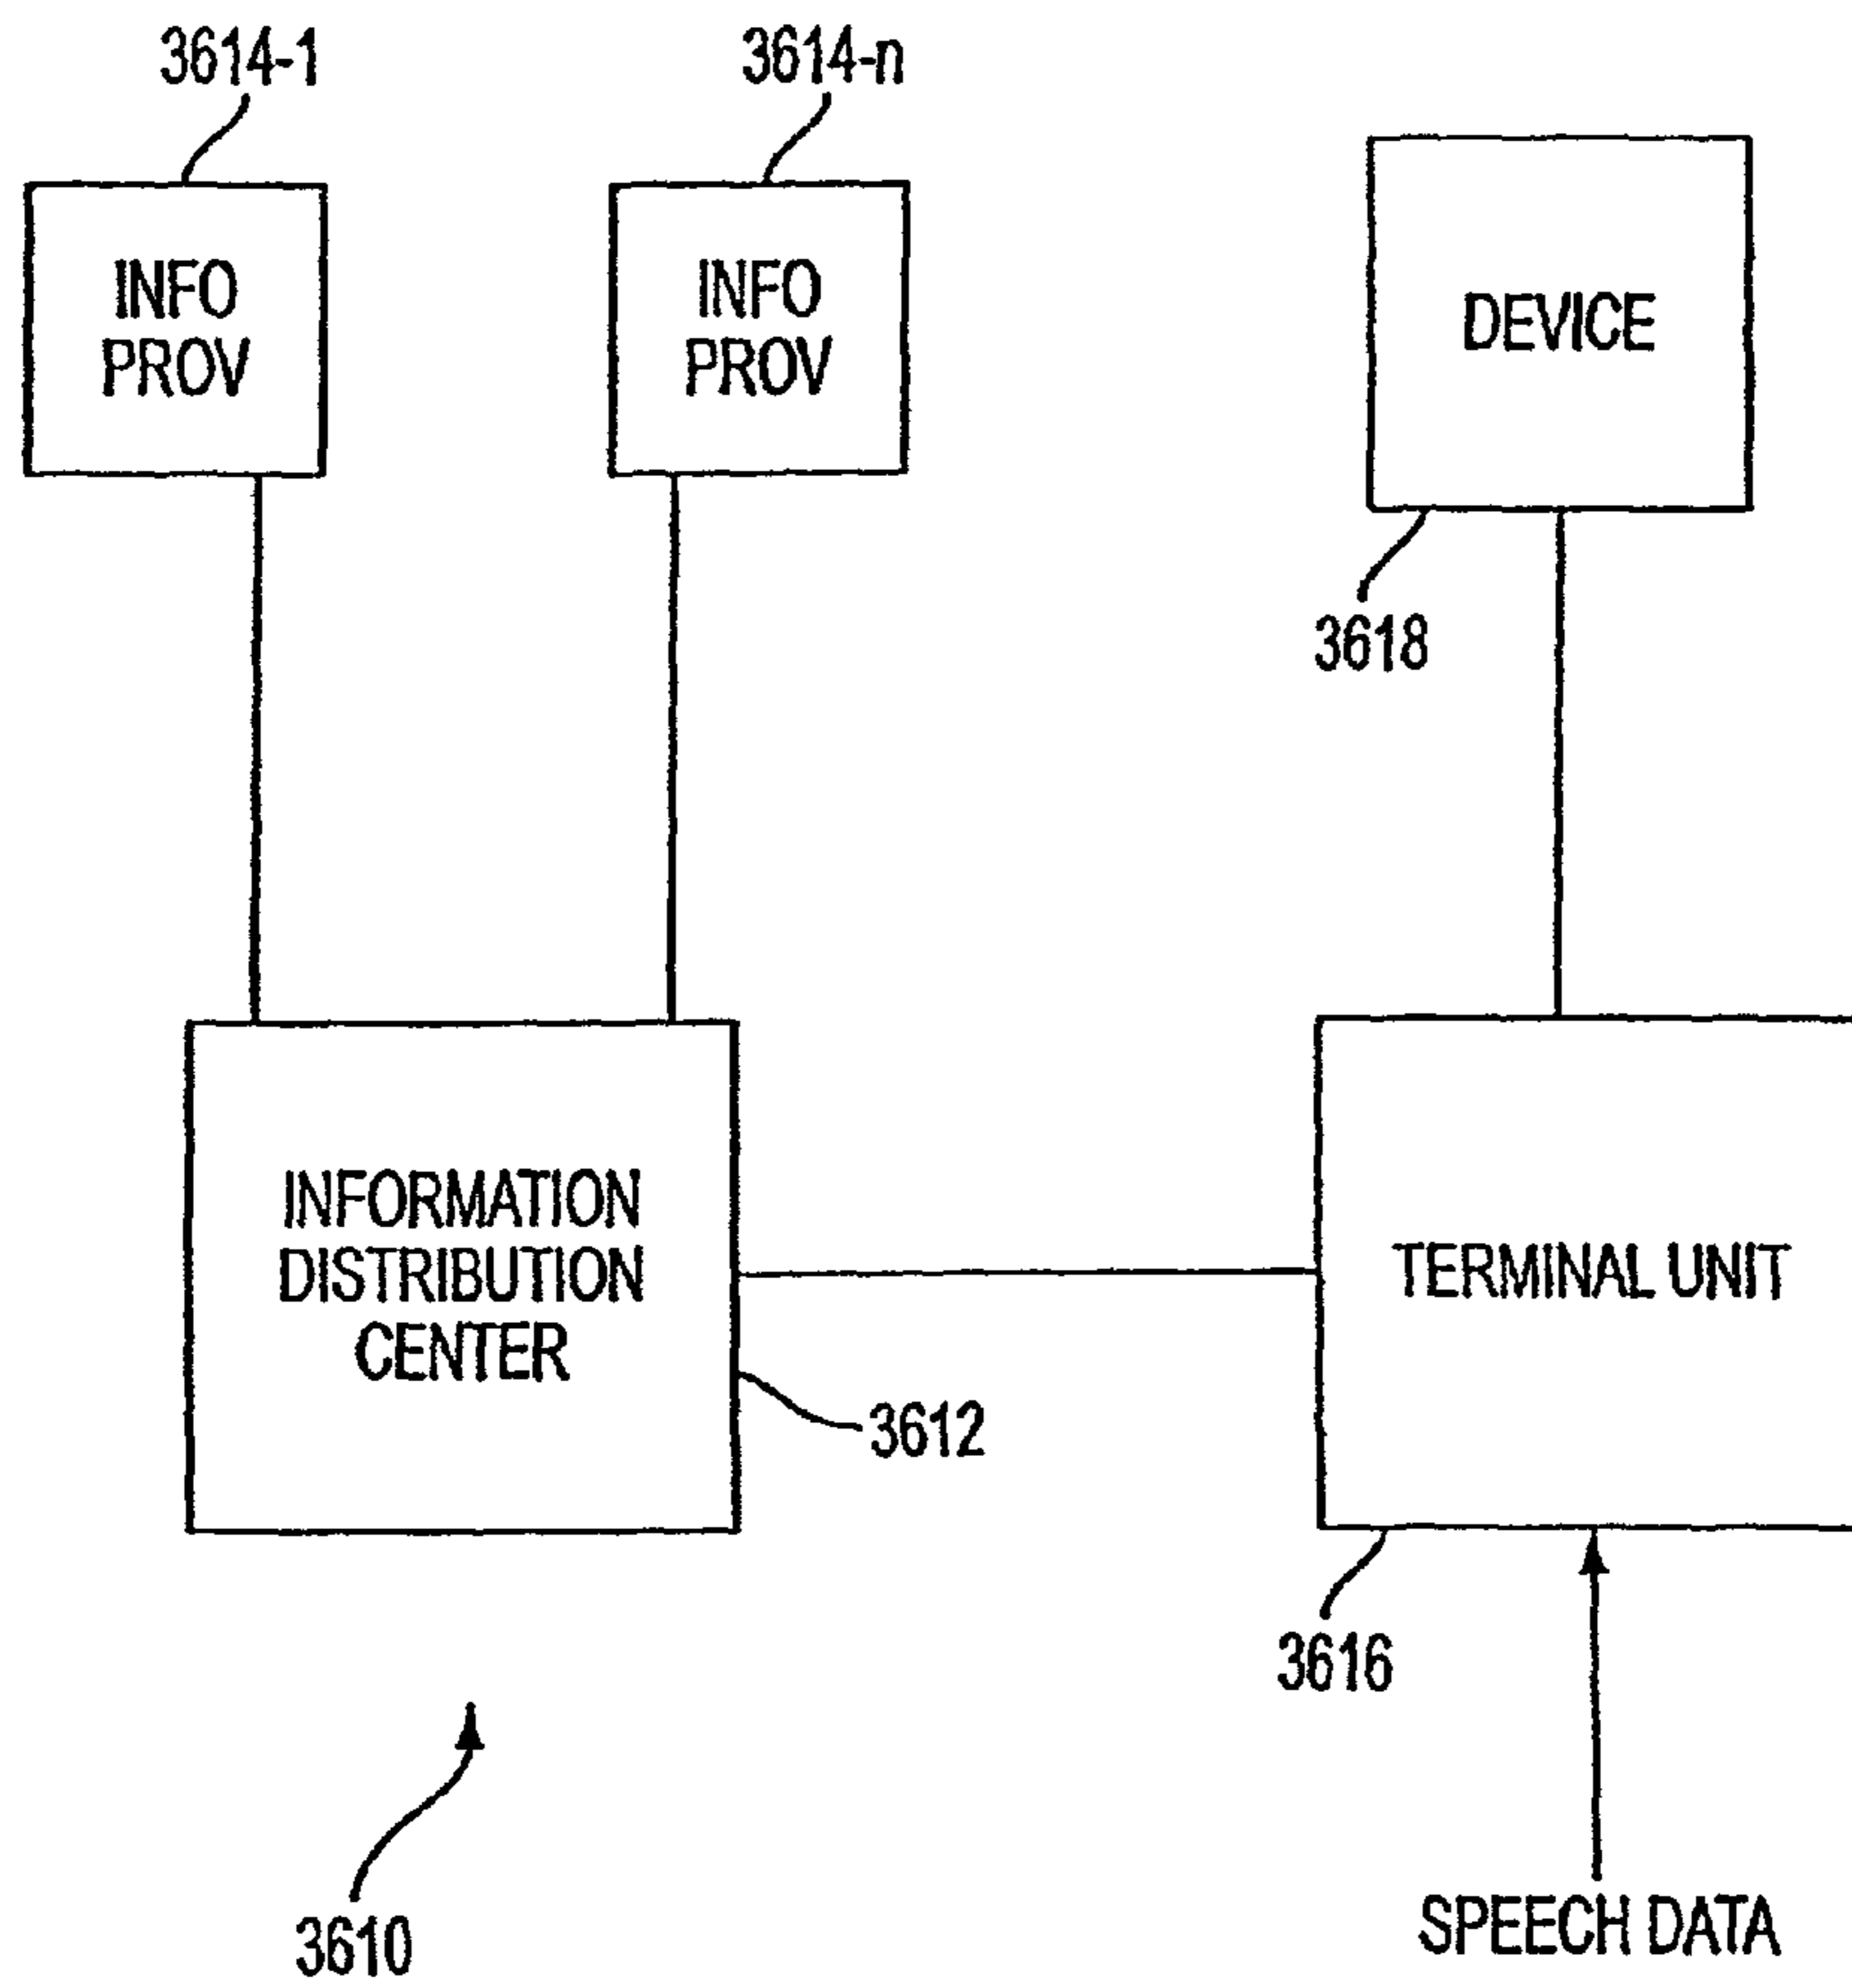 3614-1
3614-n
INFO
PROV
INFO
PROV
DEVICE
3618
INFORMATION
DISTRIBUTION
CENTER
TERMINAL UNIT
3612
3616
3610
SPEECH DATA